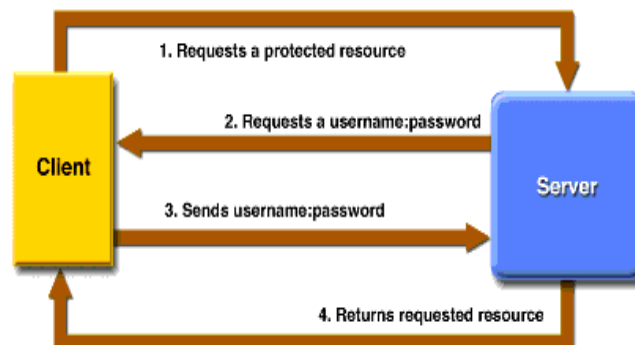 1. Requests a protected resource
2. Requests a username:password
Client
Server
3. Sends username:password
4. Returns requested resource